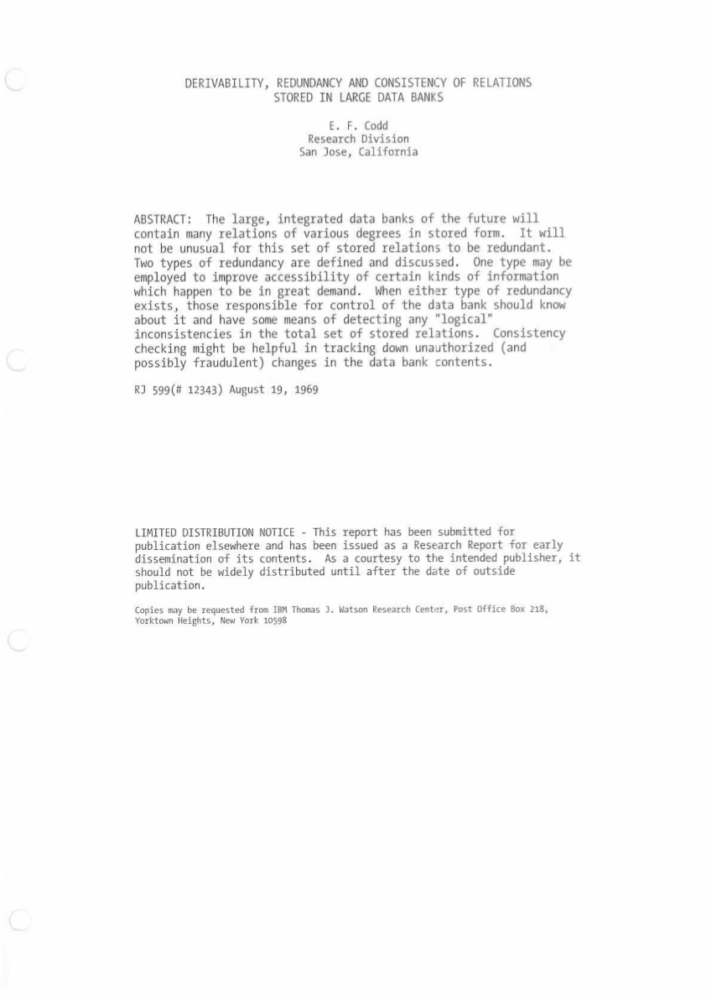 DERIVABILITY, REDUNDANCY AND CONSISTENCY OF RELATIONS
STORED IN LARGE DATA BANKS
E. F. Codd
Research Division
San Jose, California
ABSTRACT: The large, integrated data banks of the future will
contain many relations of various degrees in stored form. It will
not be unusual for this set of stored relations to be redundant.
Two types of redundancy are defined and discussed. One type may be
employed to improve accessibility of certain kinds of information
which happen to be in great demand. When either type of redundancy
exists, those responsible for control of the data bank should know
about it and have some means of detecting any "logical"
inconsistencies in the total set of stored relations. Consistency
checking might be helpful in tracking down unauthorized (and
possibly fraudulent) changes in the data bank contents.
RJ 599(# 12343) August 19, 1969
LIMITED DISTRIBUTION NOTICE - This report has been submitted for
publication elsewhere and has been issued as a Research Report for early
dissemination of its contents. As a courtesy to the intended publisher, it
should not be widely distributed until after the date of outside
publication.
Copies may be requested from IBM Thomas J. Watson Research Center, Post Office Box 218,
Yorktown Heights, New York 10598